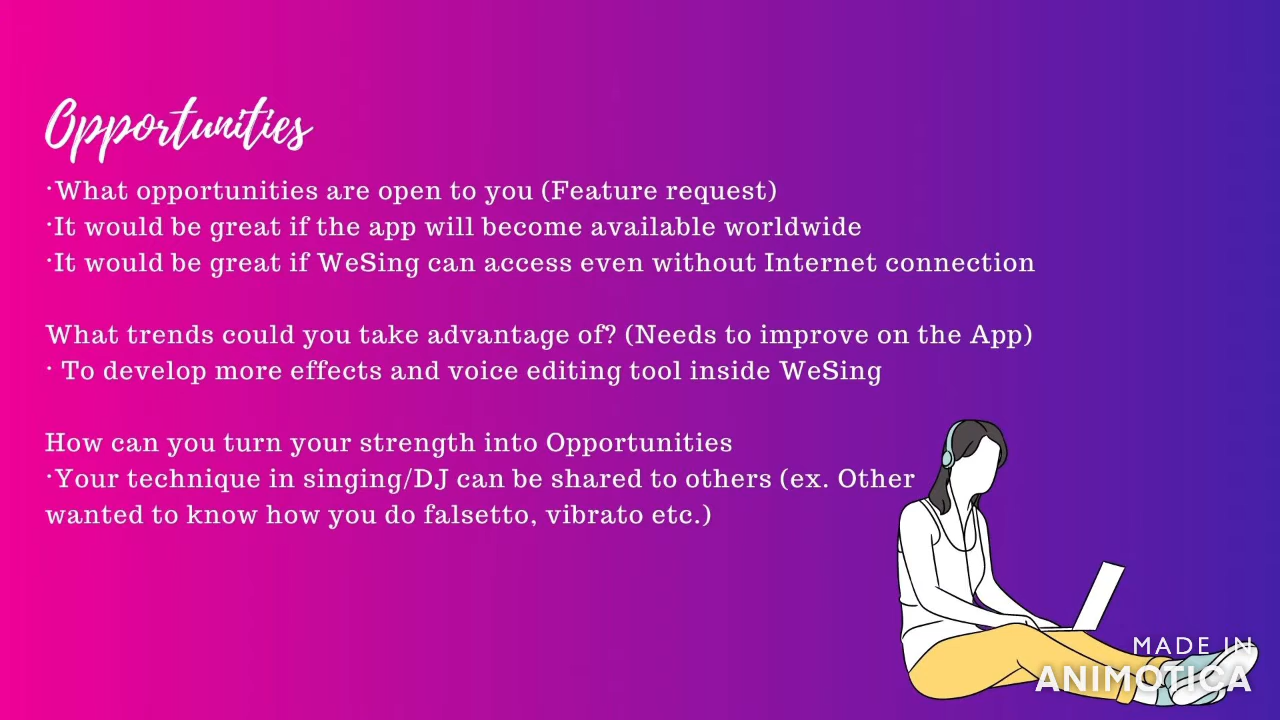 Opportunities
·What opportunities are open to you (Feature request)
·It would be great if the app will become available worldwide
·It would be great if WeSing can access even without Internet connection
What trends could you take advantage of? (Needs to improve on the App)
· To develop more effects and voice editing tool inside WeSing
How can you turn your strength into Opportunities
·Your technique in singing/DJ can be shared to others (ex. Other
wanted to know how you do falsetto, vibrato etc.)
MADE IN
ANIMOTICA